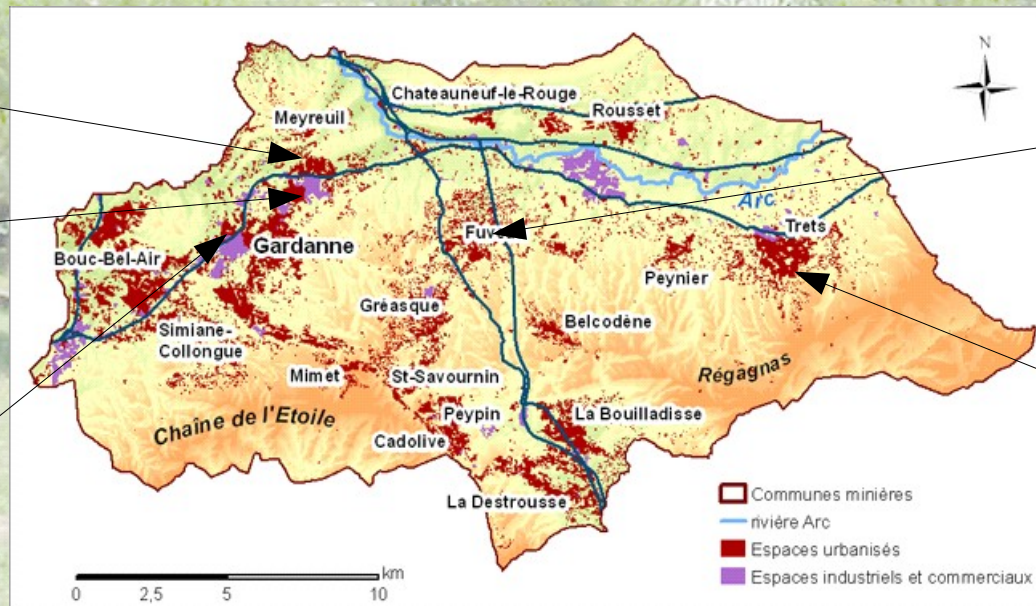 N
Chateauneuf-le-Rouge
Rousset
Meyreuil
Arc
Trets
Fuv
Gardanne
Bouc-Bel-Air
Peynier
Gréasque
Belcodène
Simiane-
Collongue
Régagnas
Mimet
St-Savournin
Peypin
La Bouilladisse
Chaîne de l'Etoile
Cadolive
La Destrousse
Communes minières
rivière Arc
Espaces urbanisés
Espaces industriels et commerciaux
km
0 2,5 5 10